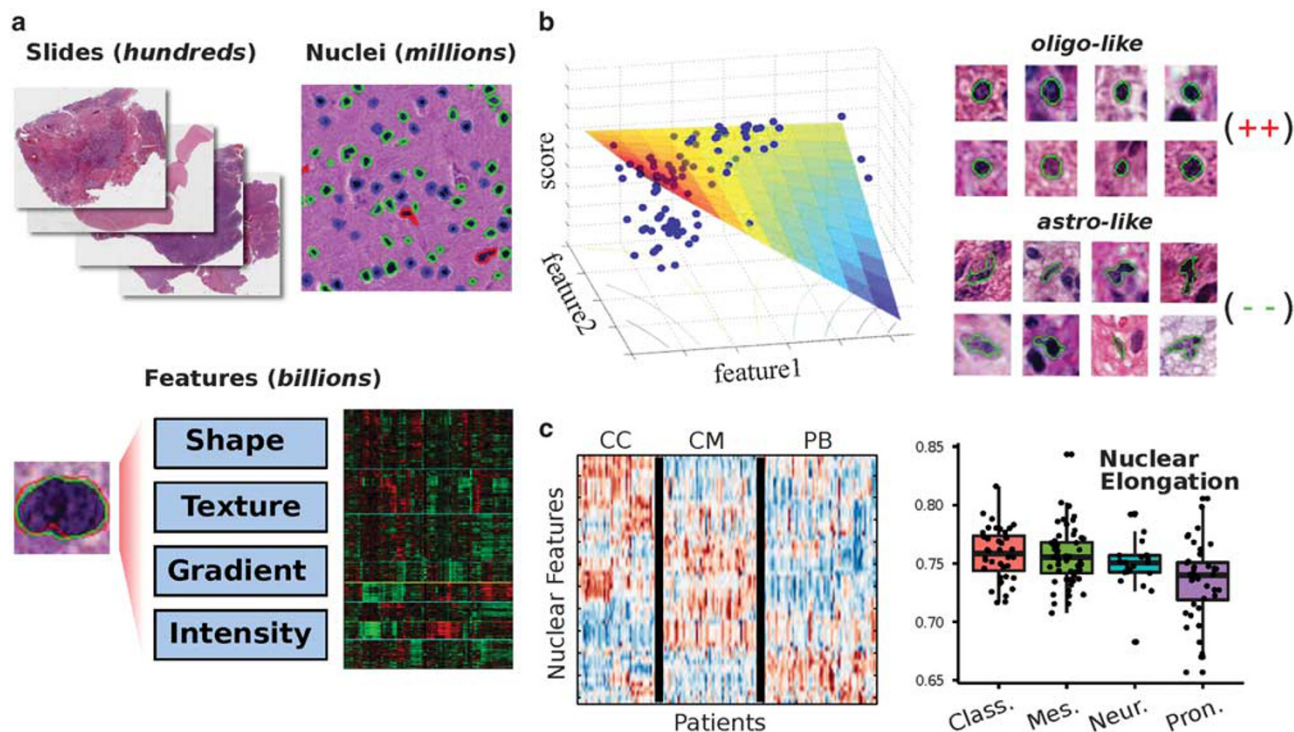 a
Slides (hundreds)
Nuclei (millions)
Features (billions)
Shape
Texture
Gradient
Intensity
b
score
feature2
feature1
oligo-like
(++)
astro-like
(- -)
c
CC CM PB
Nuclear Features
Patients
Nuclear
Elongation
0.85
0.80
0.75
0.70
0.65
Class. Mes. Neur. Pron.